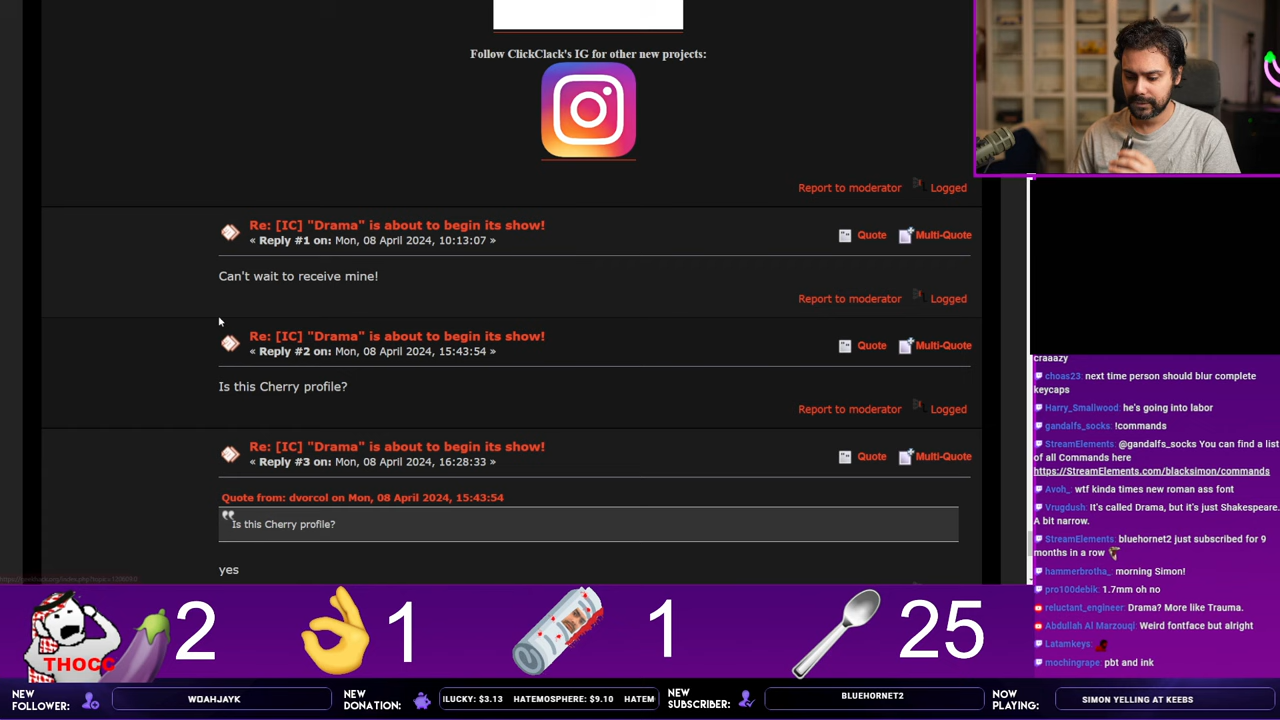 Follow ClickClack's IG for other new projects:
Report to moderator Logged
Re: [IC] "Drama" is about to begin its show!
« Reply #1 on: Mon, 08 April 2024, 10:13:07 »
Quote Multi-Quote
Can't wait to receive mine!
Report to moderator Logged
Re: [IC] "Drama" is about to begin its show!
« Reply #2 on: Mon, 08 April 2024, 15:43:54 »
Quote Multi-Quote
Is this Cherry profile?
Report to moderator Logged
Re: [IC] "Drama" is about to begin its show!
« Reply #3 on: Mon, 08 April 2024, 16:28:33 »
Quote Multi-Quote
Quote from: dvorcol on Mon, 08 April 2024, 15:43:54
Is this Cherry profile?
yes
craaazy
choas23: next time person should blur complete
keycaps
Harry_Smallwood: he's going into labor
gandalfs_socks: !commands
StreamElements: @gandalfs_socks You can find a list
of all Commands here
https://StreamElements.com/blacksimon/commands
Avoh_: wtf kinda times new roman ass font
Vrugdush: It's called Drama, but it's just Shakespeare.
A bit narrow.
StreamElements: bluehornet2 just subscribed for 9
months in a row
hammerbrotha_: morning Simon!
pro100debik: 1.7mm oh no
reluctant_engineer: Drama? More like Trauma.
Abdullah Al Marzouqi: Weird fontface but alright
Latamkeys:
mochingrape: pbt and ink
THOCC
2
1
1
25
NEW
FOLLOWER:
WOAHJAYK
NEW
DONATION:
ILUCKY: $3.13 HATEMOSPHERE: $9.10 HATEM
NEW
SUBSCRIBER:
BLUEHORNET2
NOW
PLAYING:
SIMON YELLING AT KEEBS